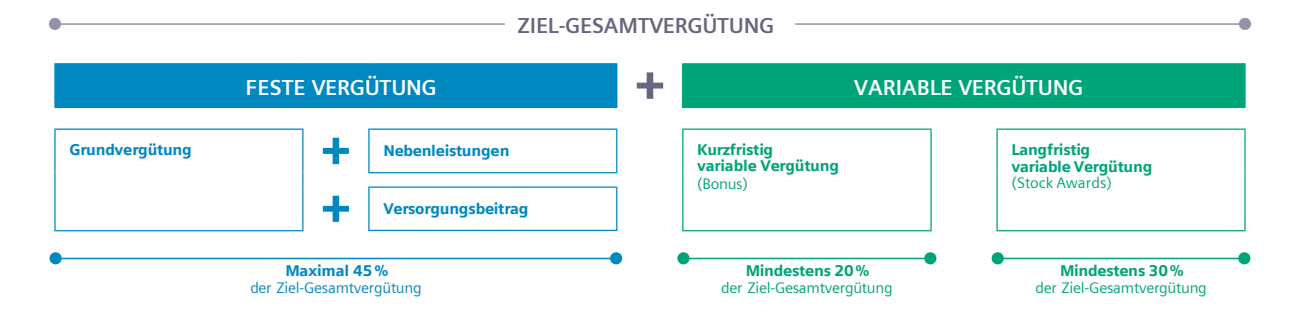 ZIEL-GESAMTVERGÜTUNG
FESTE VERGÜTUNG
+
VARIABLE VERGÜTUNG
Grundvergütung
+
Nebenleistungen
+
Versorgungsbeitrag
Kurzfristig
variable Vergütung
(Bonus)
Langfristig
variable Vergütung
(Stock Awards)
Maximal 45 %
der Ziel-Gesamtvergütung
Mindestens 20 %
der Ziel-Gesamtvergütung
Mindestens 30 %
der Ziel-Gesamtvergütung